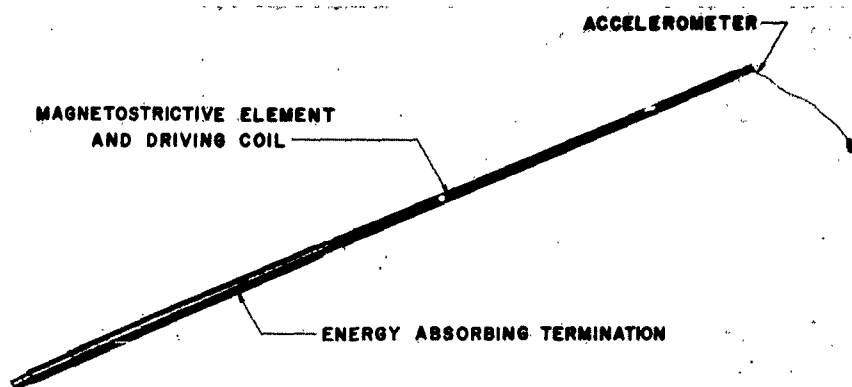 ACCELEROMETER
MAGNETOSTRICTIVE ELEMENT
AND DRIVING COIL
ENERGY ABSORBING TERMINATION